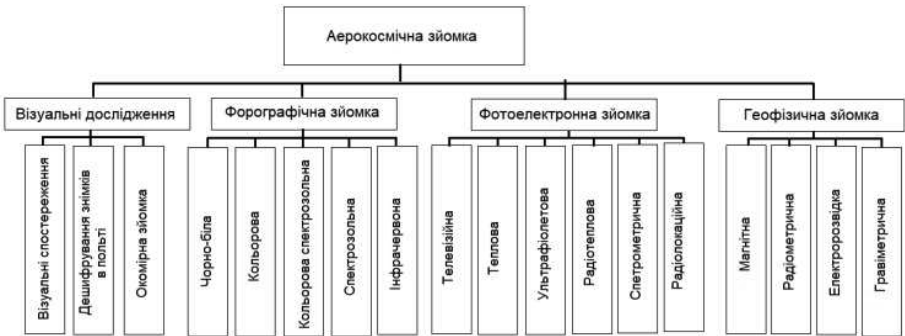 Аерокосмічна зйомка
Візуальні дослідження
Форографічна зйомка
Фотоелектронна зйомка
Геофізична зйомка
Візуальні спостереження
Дешифрування знімків
в польті
Окомірна зйомка
Чорно-біла
Кольорова
Кольорова спектрозольна
Спектрозольна
Інфрачервона
Телевізійна
Теплова
Ультрафіолетова
Радіотеплова
Спетрометрична
Радіолокаційна
Магнітна
Радіометрична
Електророзвідка
Гравіметрична